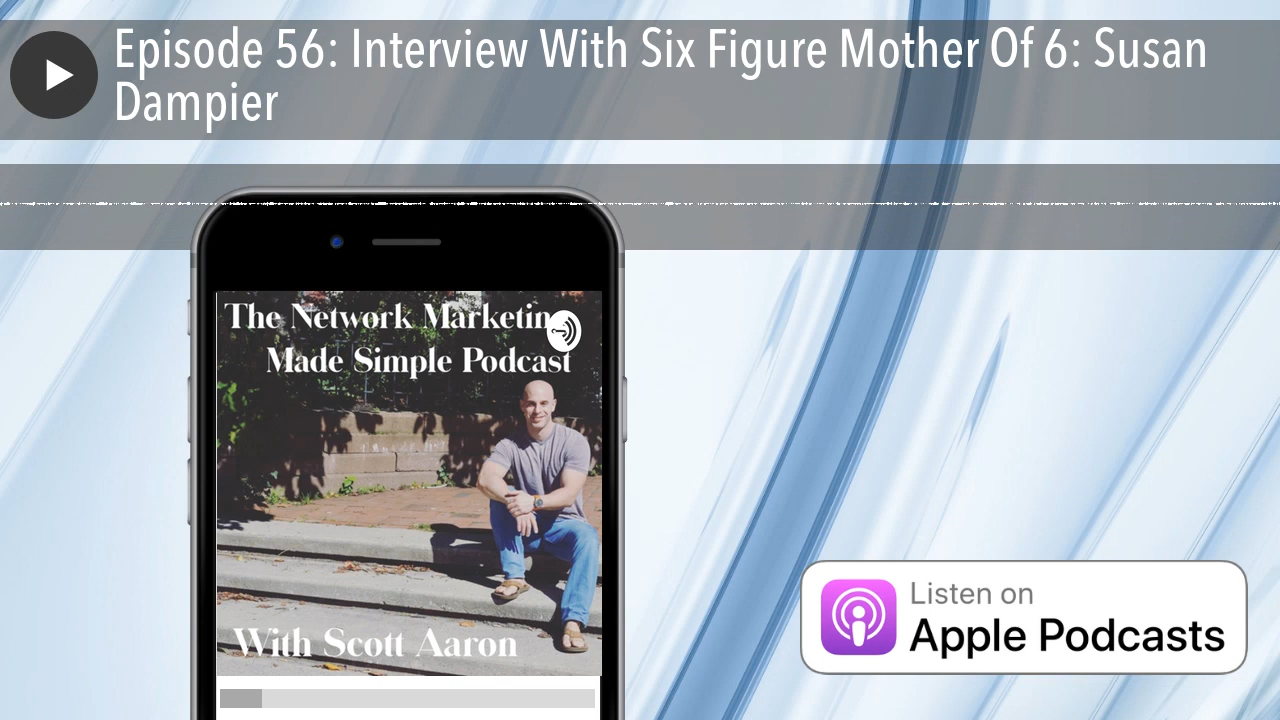 Episode 56: Interview With Six Figure Mother Of 6: Susan
Dampier
The Network Marketin
Made Simple Podcast
With Scott Aaron
Listen on
Apple Podcasts